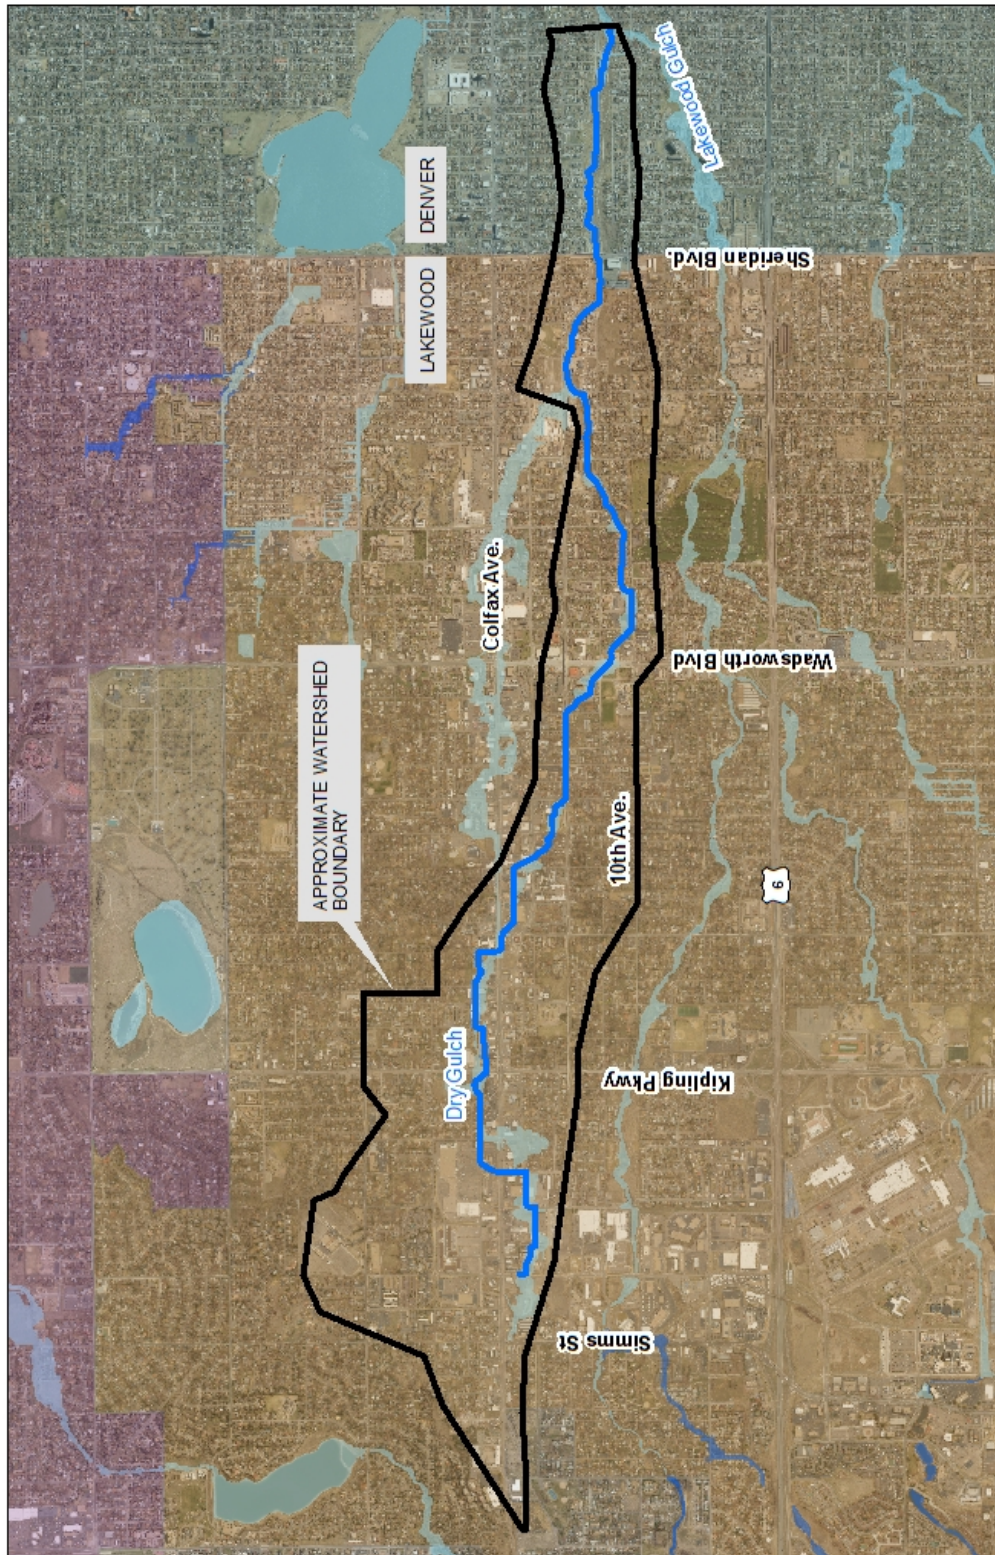 APPROXIMATE WATERSHED
BOUNDARY
LAKEWOOD
DENVER
Colfax Ave.
Dry Gulch
10th Ave.
Lakewood Gulch
Simms St
Kipling Pkwy
Wadsworth Blvd
Sheridan Blvd.
6